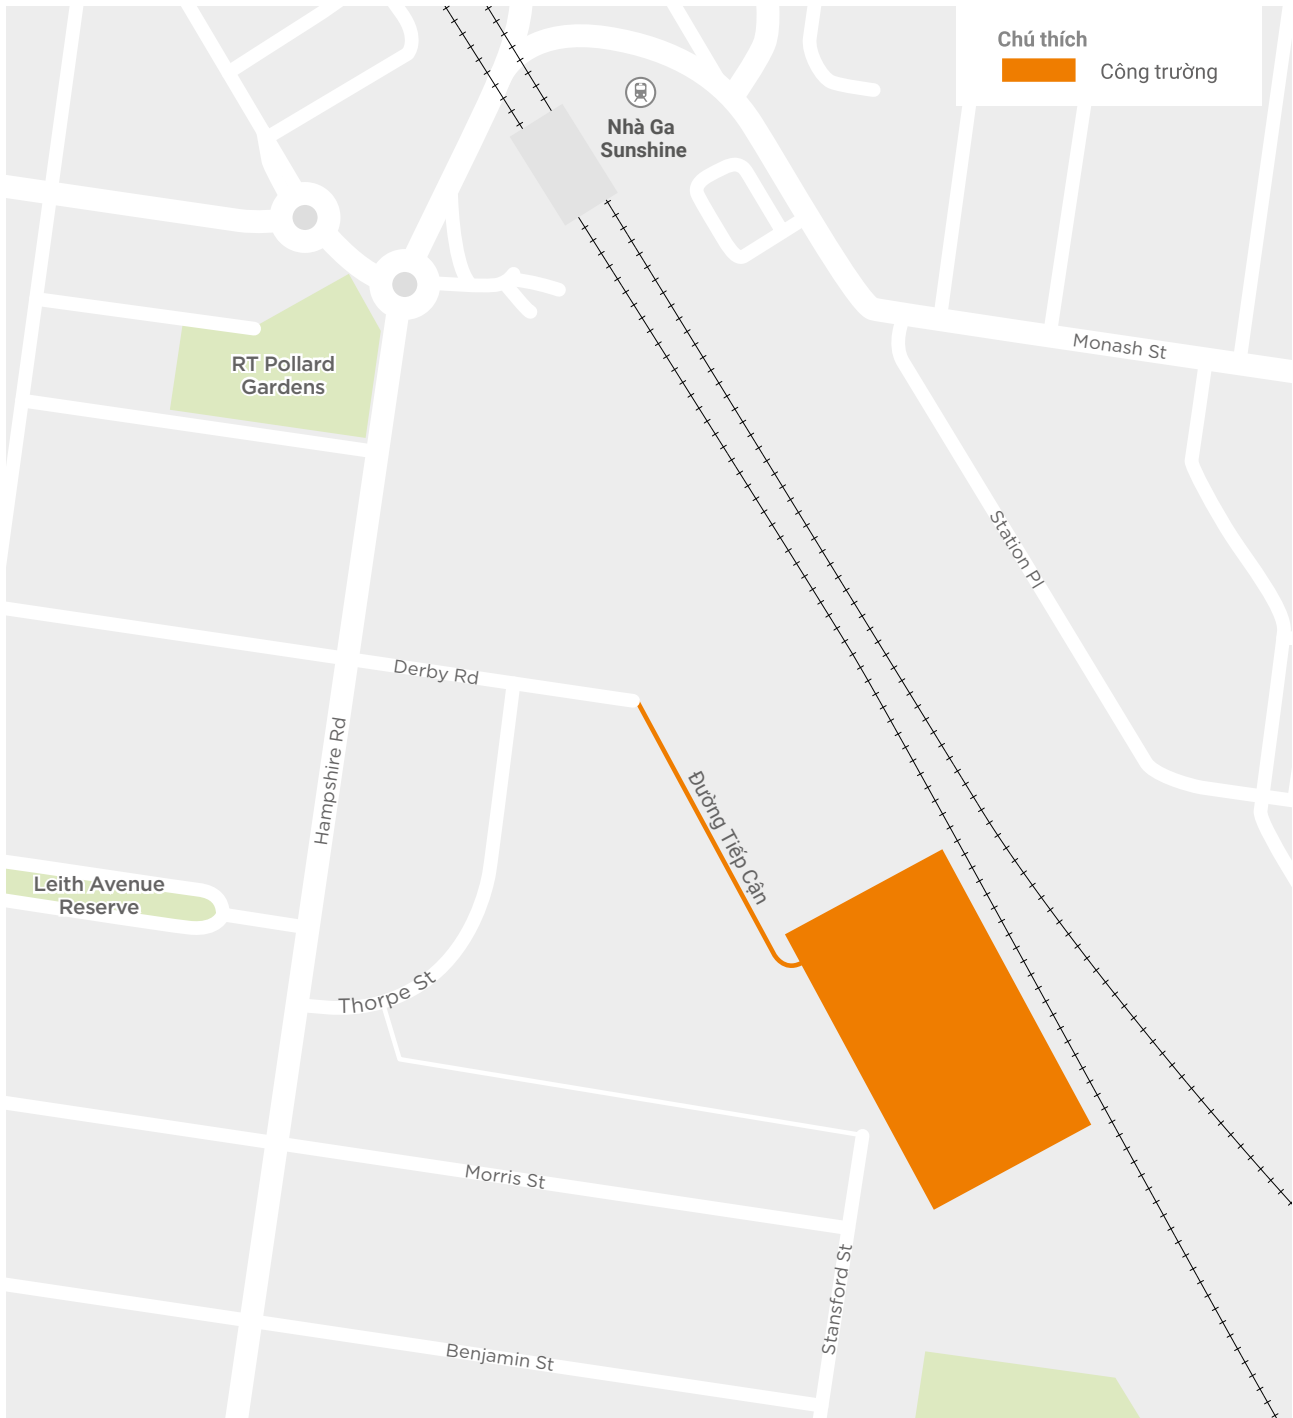 Chú thích
Công trường
Nhà Ga
Sunshine
Monash St
RT Pollard
Gardens
Station Pl
Derby Rd
Hampshire Rd
Đường Tiếp Cận
Leith Avenue
Reserve
Thorpe St
Morris St
Stansford St
Benjamin St